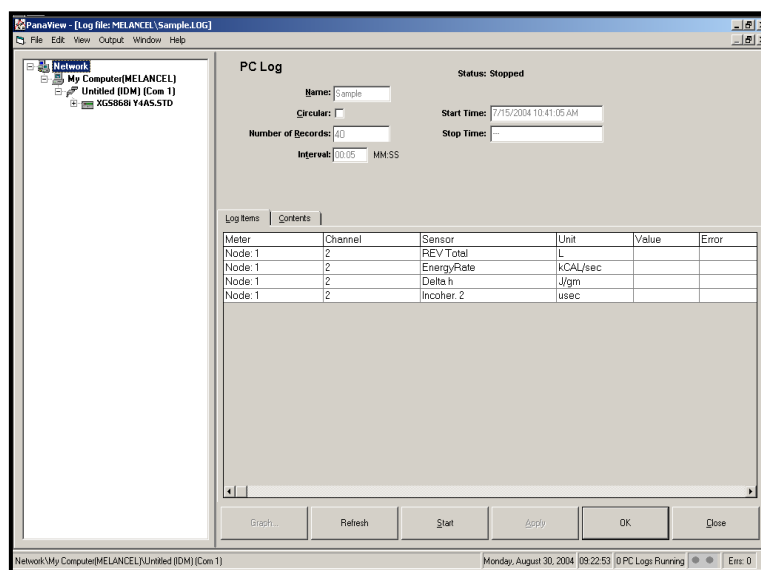 PanaView - [Log file: MELANCEL\Sample.LOG]
File Edit View Output Window Help
Network
My Computer(MELANCEL)
Untitled (IDM) (Com 1)
XGS868i Y4AS.STD
PC Log
Status: Stopped
Name: Sample
Circular:
Start Time: 7/15/2004 10:41:05 AM
Number of Records: 40
Stop Time: ---
Interval: 00:05 MM:SS
Log Items Contents
Meter Channel Sensor Unit Value Error
Node: 1 2 REV Total L
Node: 1 2 EnergyRate kCAL/sec
Node: 1 2 Delta h J/gm
Node: 1 2 Incoher. 2 usec
Graph... Refresh Start Apply OK Close
Network\My Computer(MELANCEL)\Untitled (IDM) (Com 1) Monday, August 30, 2004 09:22:53 0 PC Logs Running Errs: 0